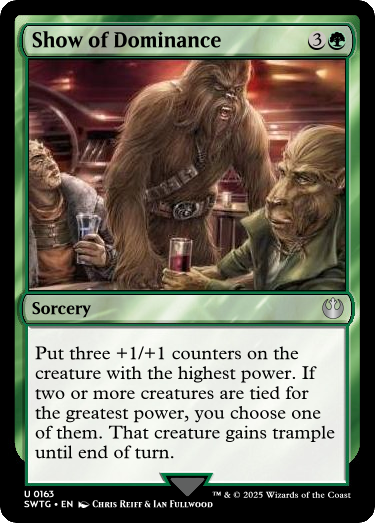 Show of Dominance 3
Sorcery
Put three +1/+1 counters on the
creature with the highest power. If
two or more creatures are tied for
the greatest power, you choose one
of them. That creature gains trample
until end of turn.
U 0163
SWTG • EN Chris Reiff & Ian Fullwood
™ & © 2025 Wizards of the Coast